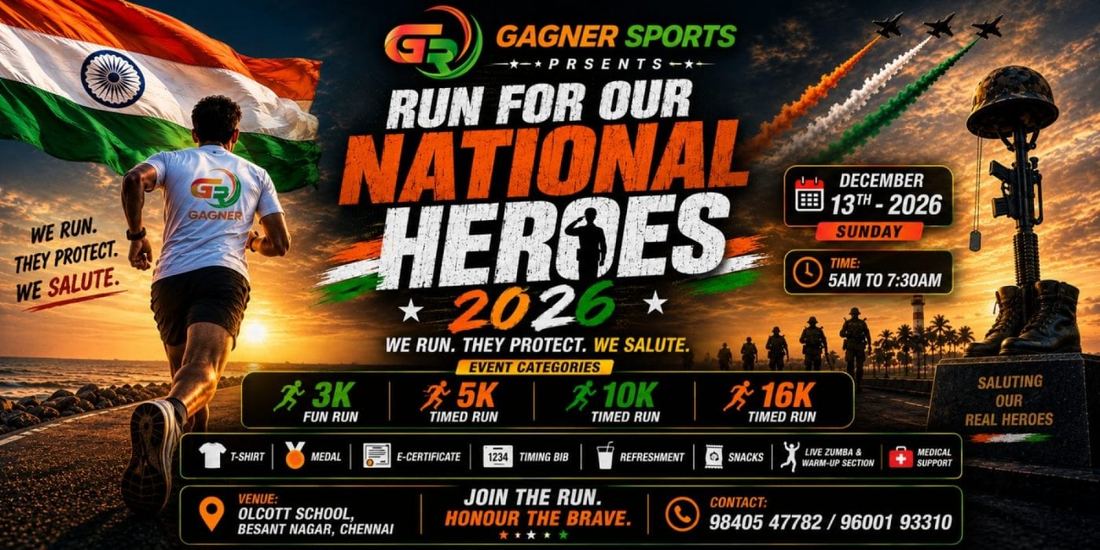 GR GAGNER SPORTS
PRSENTS
RUN FOR OUR
NATIONAL
HEROES
2026
WE RUN. THEY PROTECT. WE SALUTE.
GR
GAGNER
WE RUN.
THEY PROTECT.
WE SALUTE.
DECEMBER
13TH - 2026
SUNDAY
TIME:
5AM TO 7:30AM
SALUTING
OUR
REAL HEROES
EVENT CATEGORIES
3K
FUN RUN
5K
TIMED RUN
10K
TIMED RUN
16K
TIMED RUN
T-SHIRT
MEDAL
E-CERTIFICATE
1234
TIMING BIB
REFRESHMENT
SNACKS
LIVE ZUMBA &
WARM-UP SECTION
MEDICAL
SUPPORT
VENUE:
OLCOTT SCHOOL,
BESANT NAGAR, CHENNAI
JOIN THE RUN.
HONOUR THE BRAVE.
CONTACT:
98405 47782 / 96001 93310